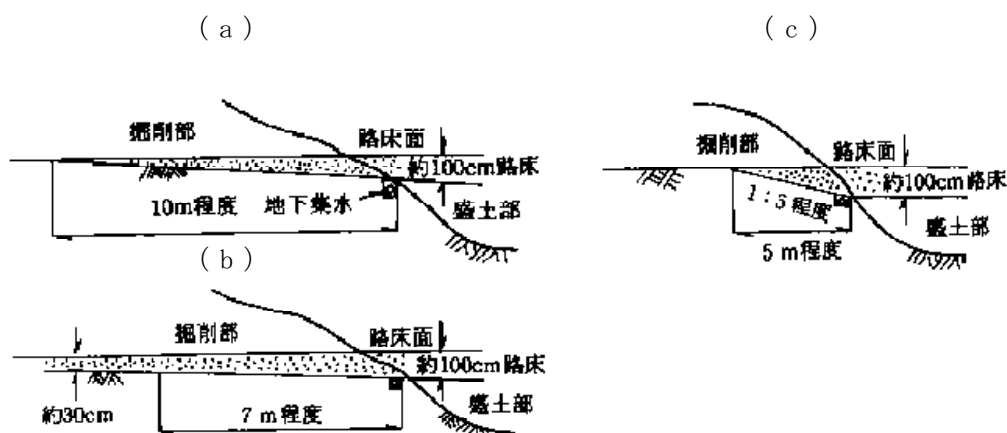 (a)
掘削部
路床面
約100cm路床
10m程度
地下集水
盛土部
(b)
掘削部
路床面
約100cm路床
約30cm
7m程度
盛土部
(c)
掘削部
路床面
約100cm路床
1:5程度
盛土部
5m程度